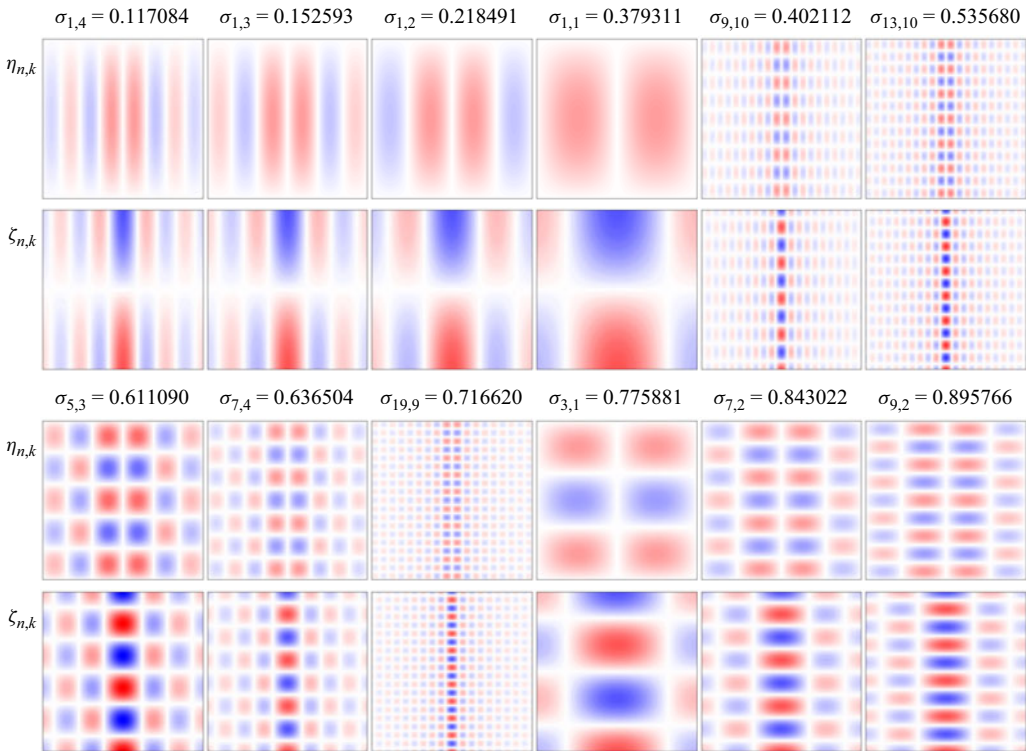 σ1,4 = 0.117084 σ1,3 = 0.152593 σ1,2 = 0.218491 σ1,1 = 0.379311 σ9,10 = 0.402112 σ13,10 = 0.535680
ηn,k
ζn,k
σ5,3 = 0.611090 σ7,4 = 0.636504 σ19,9 = 0.716620 σ3,1 = 0.775881 σ7,2 = 0.843022 σ9,2 = 0.895766
ηn,k
ζn,k